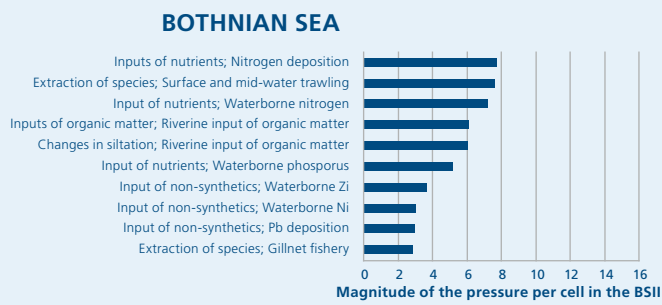 BOTHNIAN SEA
Inputs of nutrients; Nitrogen deposition
Extraction of species; Surface and mid-water trawling
Input of nutrients; Waterborne nitrogen
Inputs of organic matter; Riverine input of organic matter
Changes in siltation; Riverine input of organic matter
Input of nutrients; Waterborne phosporus
Input of non-synthetics; Waterborne Zi
Input of non-synthetics; Waterborne Ni
Input of non-synthetics; Pb deposition
Extraction of species; Gillnet fishery
0 2 4 6 8 10 12 14 16
Magnitude of the pressure per cell in the BSII